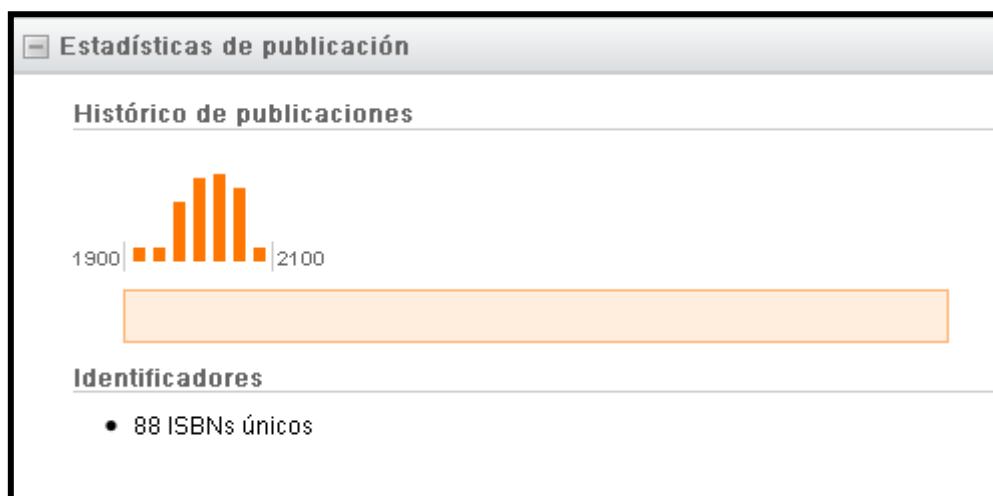 Estadísticas de publicación
Histórico de publicaciones
1900 2100
Identificadores
• 88 ISBNs únicos